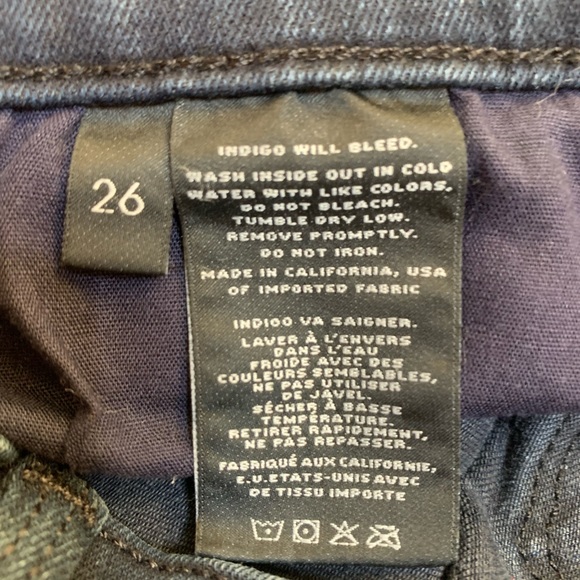 26
INDIGO WILL BLEED.
WASH INSIDE OUT IN COLD
WATER WITH LIKE COLORS.
DO NOT BLEACH.
TUMBLE DRY LOW.
REMOVE PROMPTLY.
DO NOT IRON.
MADE IN CALIFORNIA, USA
OF IMPORTED FABRIC
INDIGO VA SAIGNER.
LAVER À L'ENVERS
DANS L'EAU
FROIDE AVEC DES
COULEURS SEMBLABLES,
NE PAS UTILISER
DE JAVEL.
SÉCHER À BASSE
TEMPÉRATURE.
RETIRER RAPIDEMENT,
NE PAS REPASSER.
FABRIQUÉ AUX CALIFORNIE,
E.U.ETATS-UNIS AVEC
DE TISSU IMPORTE